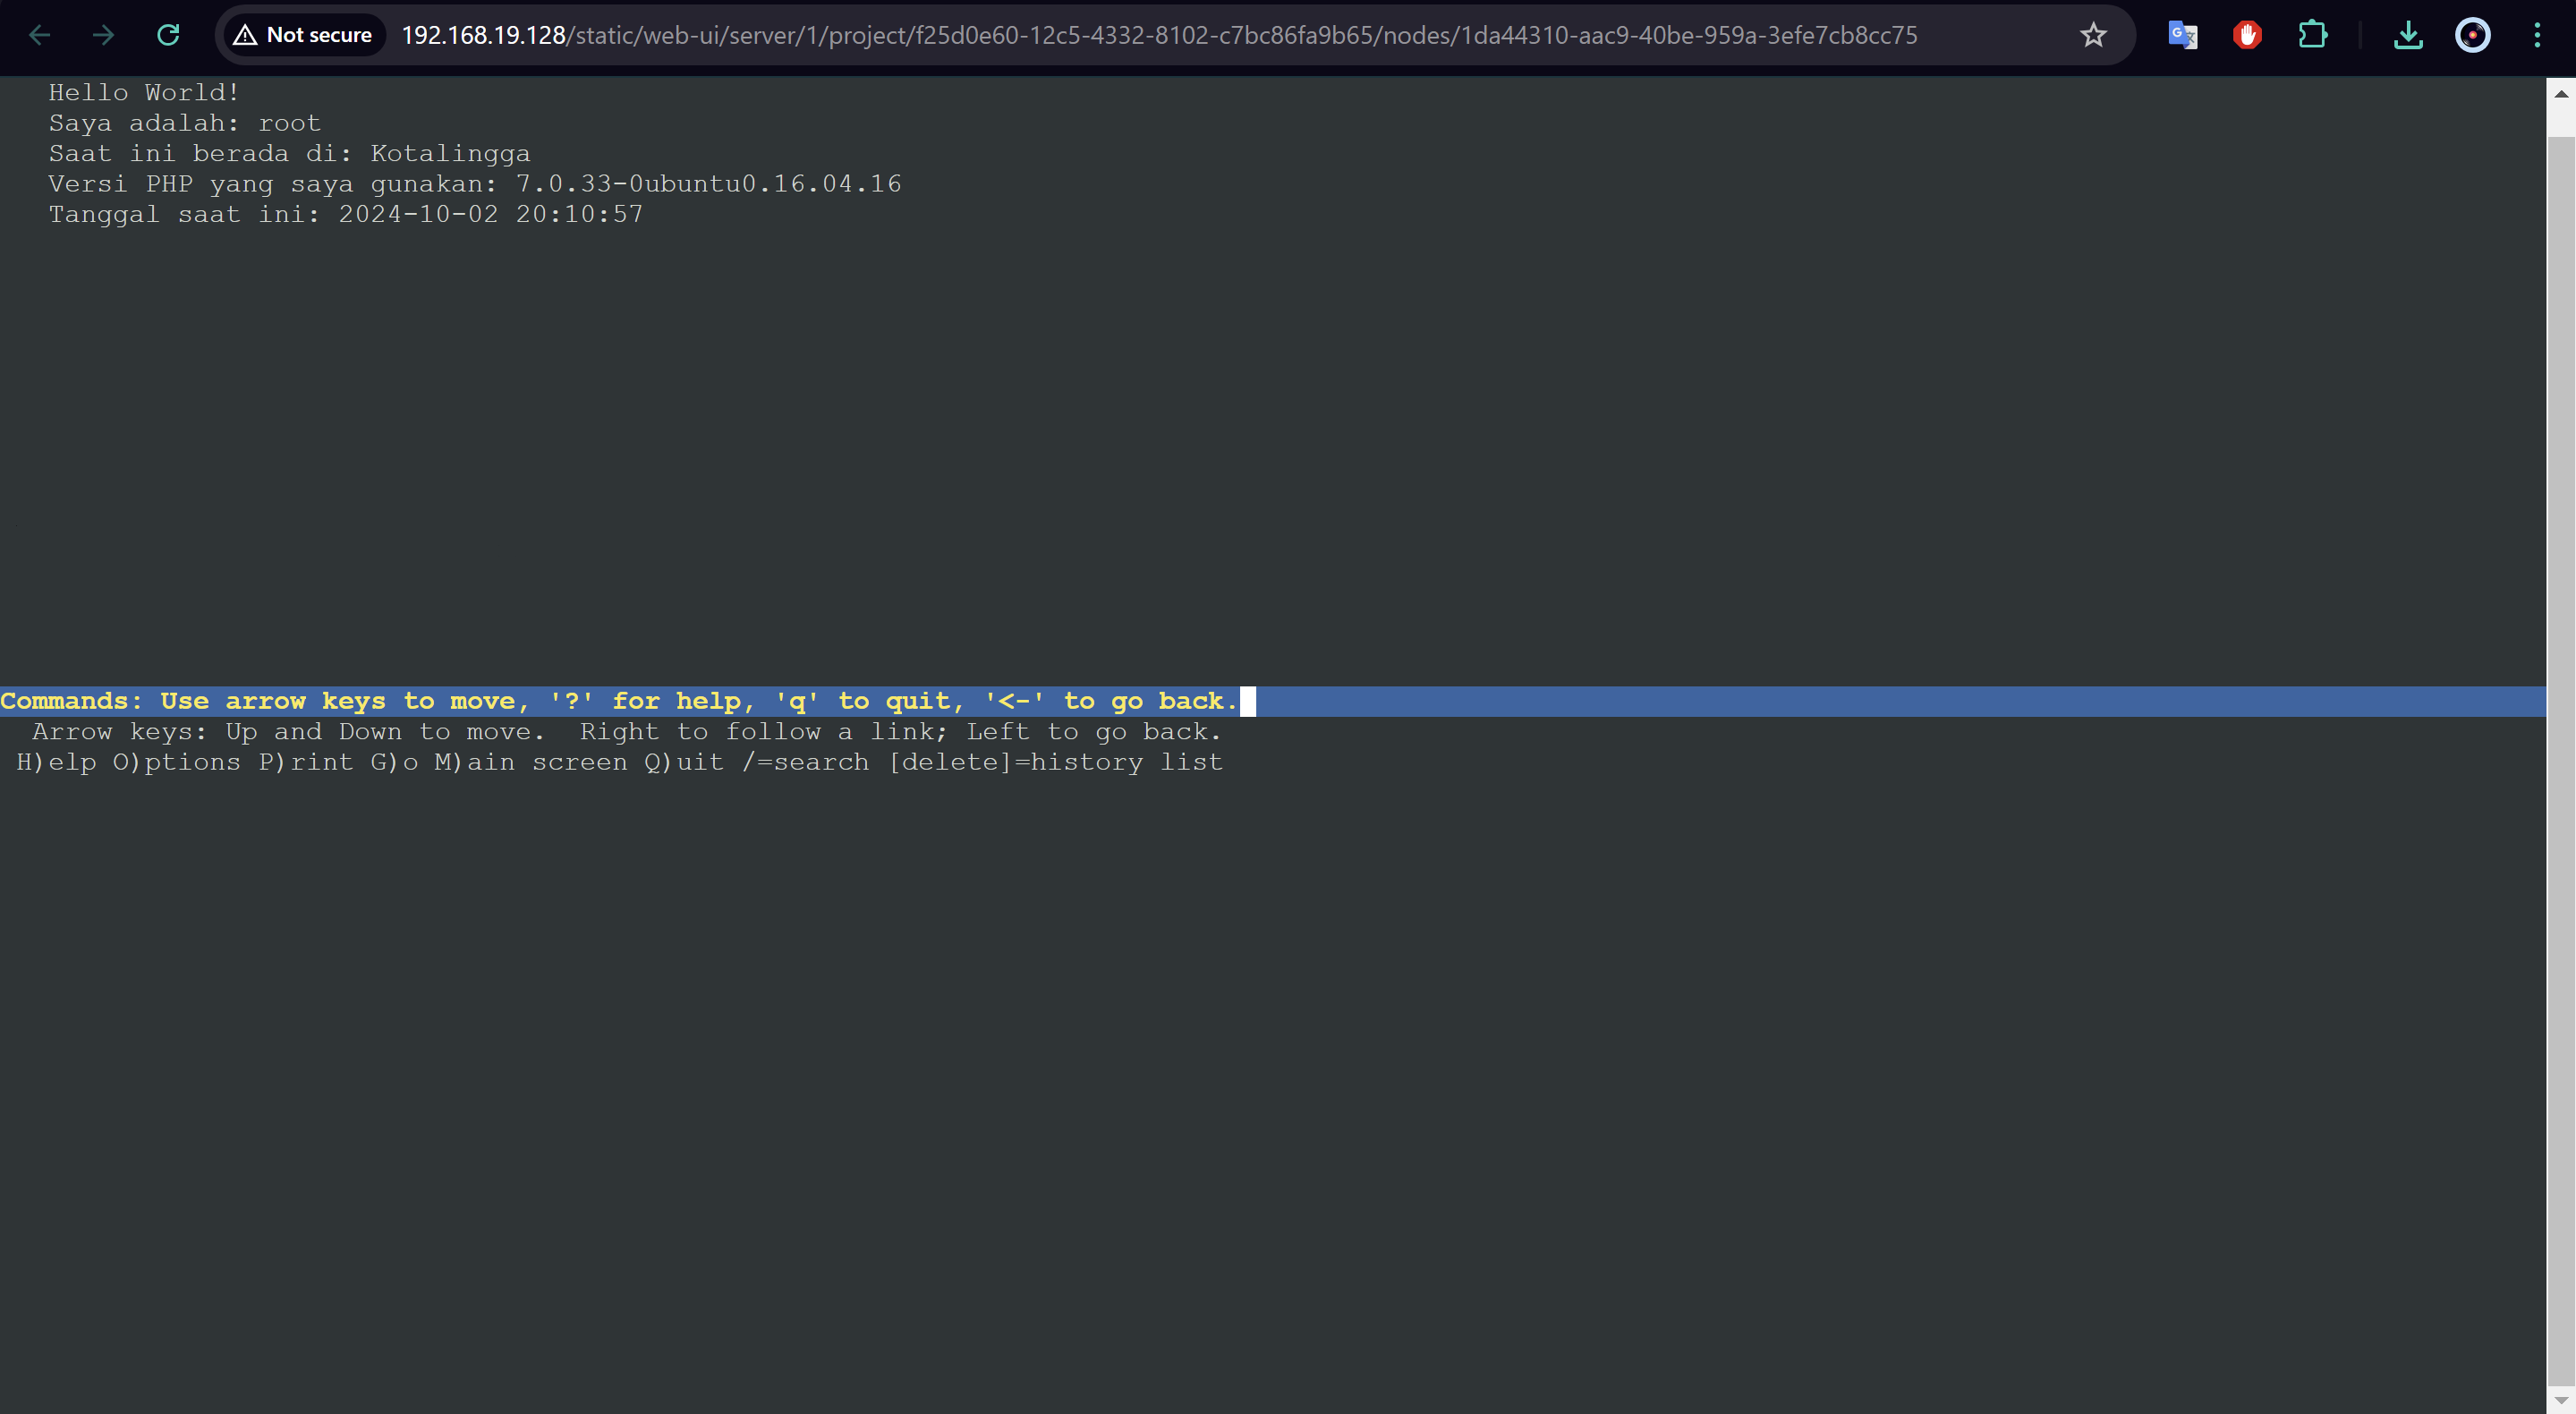 Not secure 192.168.19.128/static/web-ui/server/1/project/f25d0e60-12c5-4332-8102-c7bc86fa9b65/nodes/1da44310-aac9-40be-959a-3efe7cb8cc75
Hello World!
Saya adalah: root
Saat ini berada di: Kotalingga
Versi PHP yang saya gunakan: 7.0.33-0ubuntu0.16.04.16
Tanggal saat ini: 2024-10-02 20:10:57
Commands: Use arrow keys to move, '?' for help, 'q' to quit, '<-' to go back.
Arrow keys: Up and Down to move.  Right to follow a link; Left to go back.
H)elp O)ptions P)rint G)o M)ain screen Q)uit /=search [delete]=history list